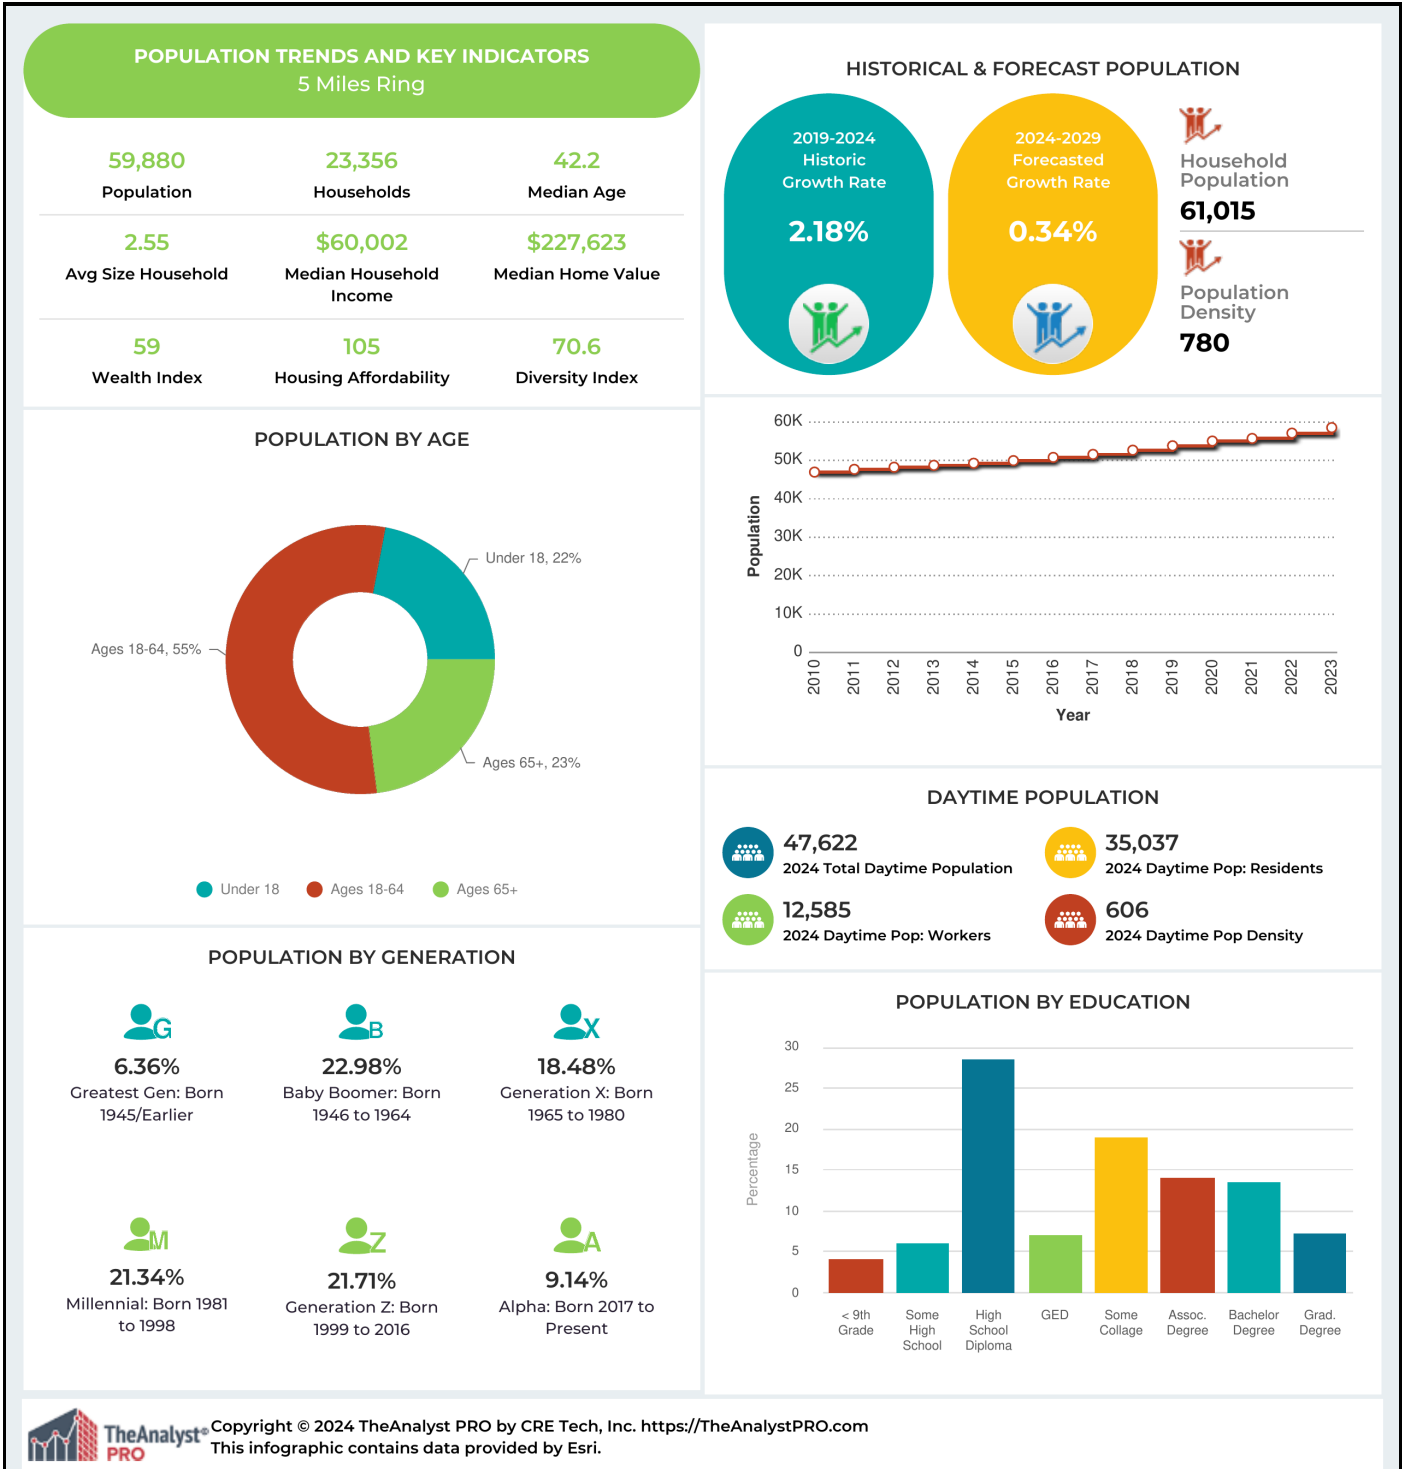 POPULATION TRENDS AND KEY INDICATORS
5 Miles Ring
59,880
Population
23,356
Households
42.2
Median Age
2.55
Avg Size Household
$60,002
Median Household
Income
$227,623
Median Home Value
59
Wealth Index
105
Housing Affordability
70.6
Diversity Index
HISTORICAL & FORECAST POPULATION
2019-2024
Historic
Growth Rate
2.18%
2024-2029
Forecasted
Growth Rate
0.34%
Household
Population
61,015
Population
Density
780
POPULATION BY AGE
Under 18, 22%
Ages 18-64, 55%
Ages 65+, 23%
Under 18
Ages 18-64
Ages 65+
60K
50K
40K
30K
20K
10K
0
Population
2010
2011
2012
2013
2014
2015
2016
2017
2018
2019
2020
2021
2022
2023
Year
DAYTIME POPULATION
47,622
2024 Total Daytime Population
35,037
2024 Daytime Pop: Residents
12,585
2024 Daytime Pop: Workers
606
2024 Daytime Pop Density
POPULATION BY GENERATION
G
6.36%
Greatest Gen: Born
1945/Earlier
B
22.98%
Baby Boomer: Born
1946 to 1964
X
18.48%
Generation X: Born
1965 to 1980
M
21.34%
Millennial: Born 1981
to 1998
Z
21.71%
Generation Z: Born
1999 to 2016
A
9.14%
Alpha: Born 2017 to
Present
POPULATION BY EDUCATION
30
25
20
15
10
5
0
Percentage
< 9th
Grade
Some
High
School
High
School
Diploma
GED
Some
Collage
Assoc.
Degree
Bachelor
Degree
Grad.
Degree
TheAnalyst®
PRO
Copyright © 2024 TheAnalyst PRO by CRE Tech, Inc. https://TheAnalystPRO.com
This infographic contains data provided by Esri.